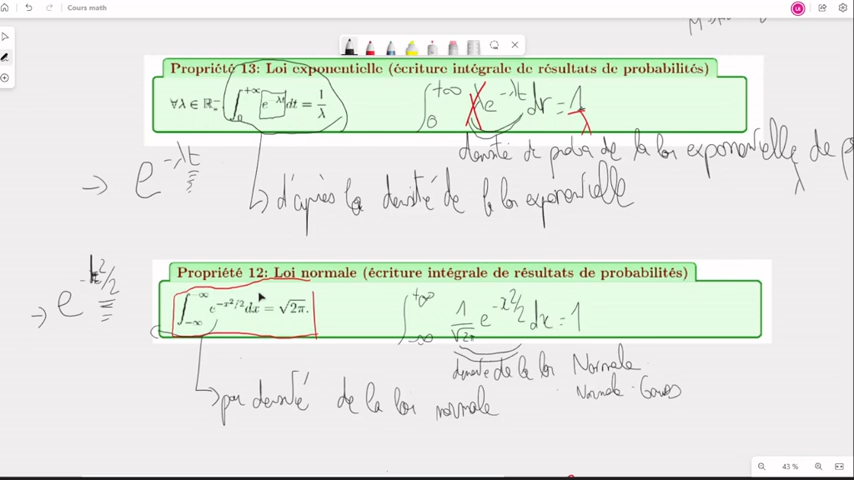 Cours math
Propriété 13: Loi exponentielle (écriture intégrale de résultats de probabilités)
∀λ ∈ ℝ₋⁻ ∫₀^{+∞} e^{-λt} dt = 1/λ
∫₀^{+∞} λe^{-λt} dt = 1
λ
densité de proba de la loi exponentielle de p
λ
→ e^{-λt}
d'après la densité de la loi exponentielle
Propriété 12: Loi normale (écriture intégrale de résultats de probabilités)
→ e^{-x²/2}
∫_{-∞}^{+∞} e^{-x²/2} dx = √2π.
∫_{-∞}^{+∞} 1/√2π e^{-x²/2} dx = 1
densité de la loi Normale
Normale · Gauss
par densité de la loi normale
43 %